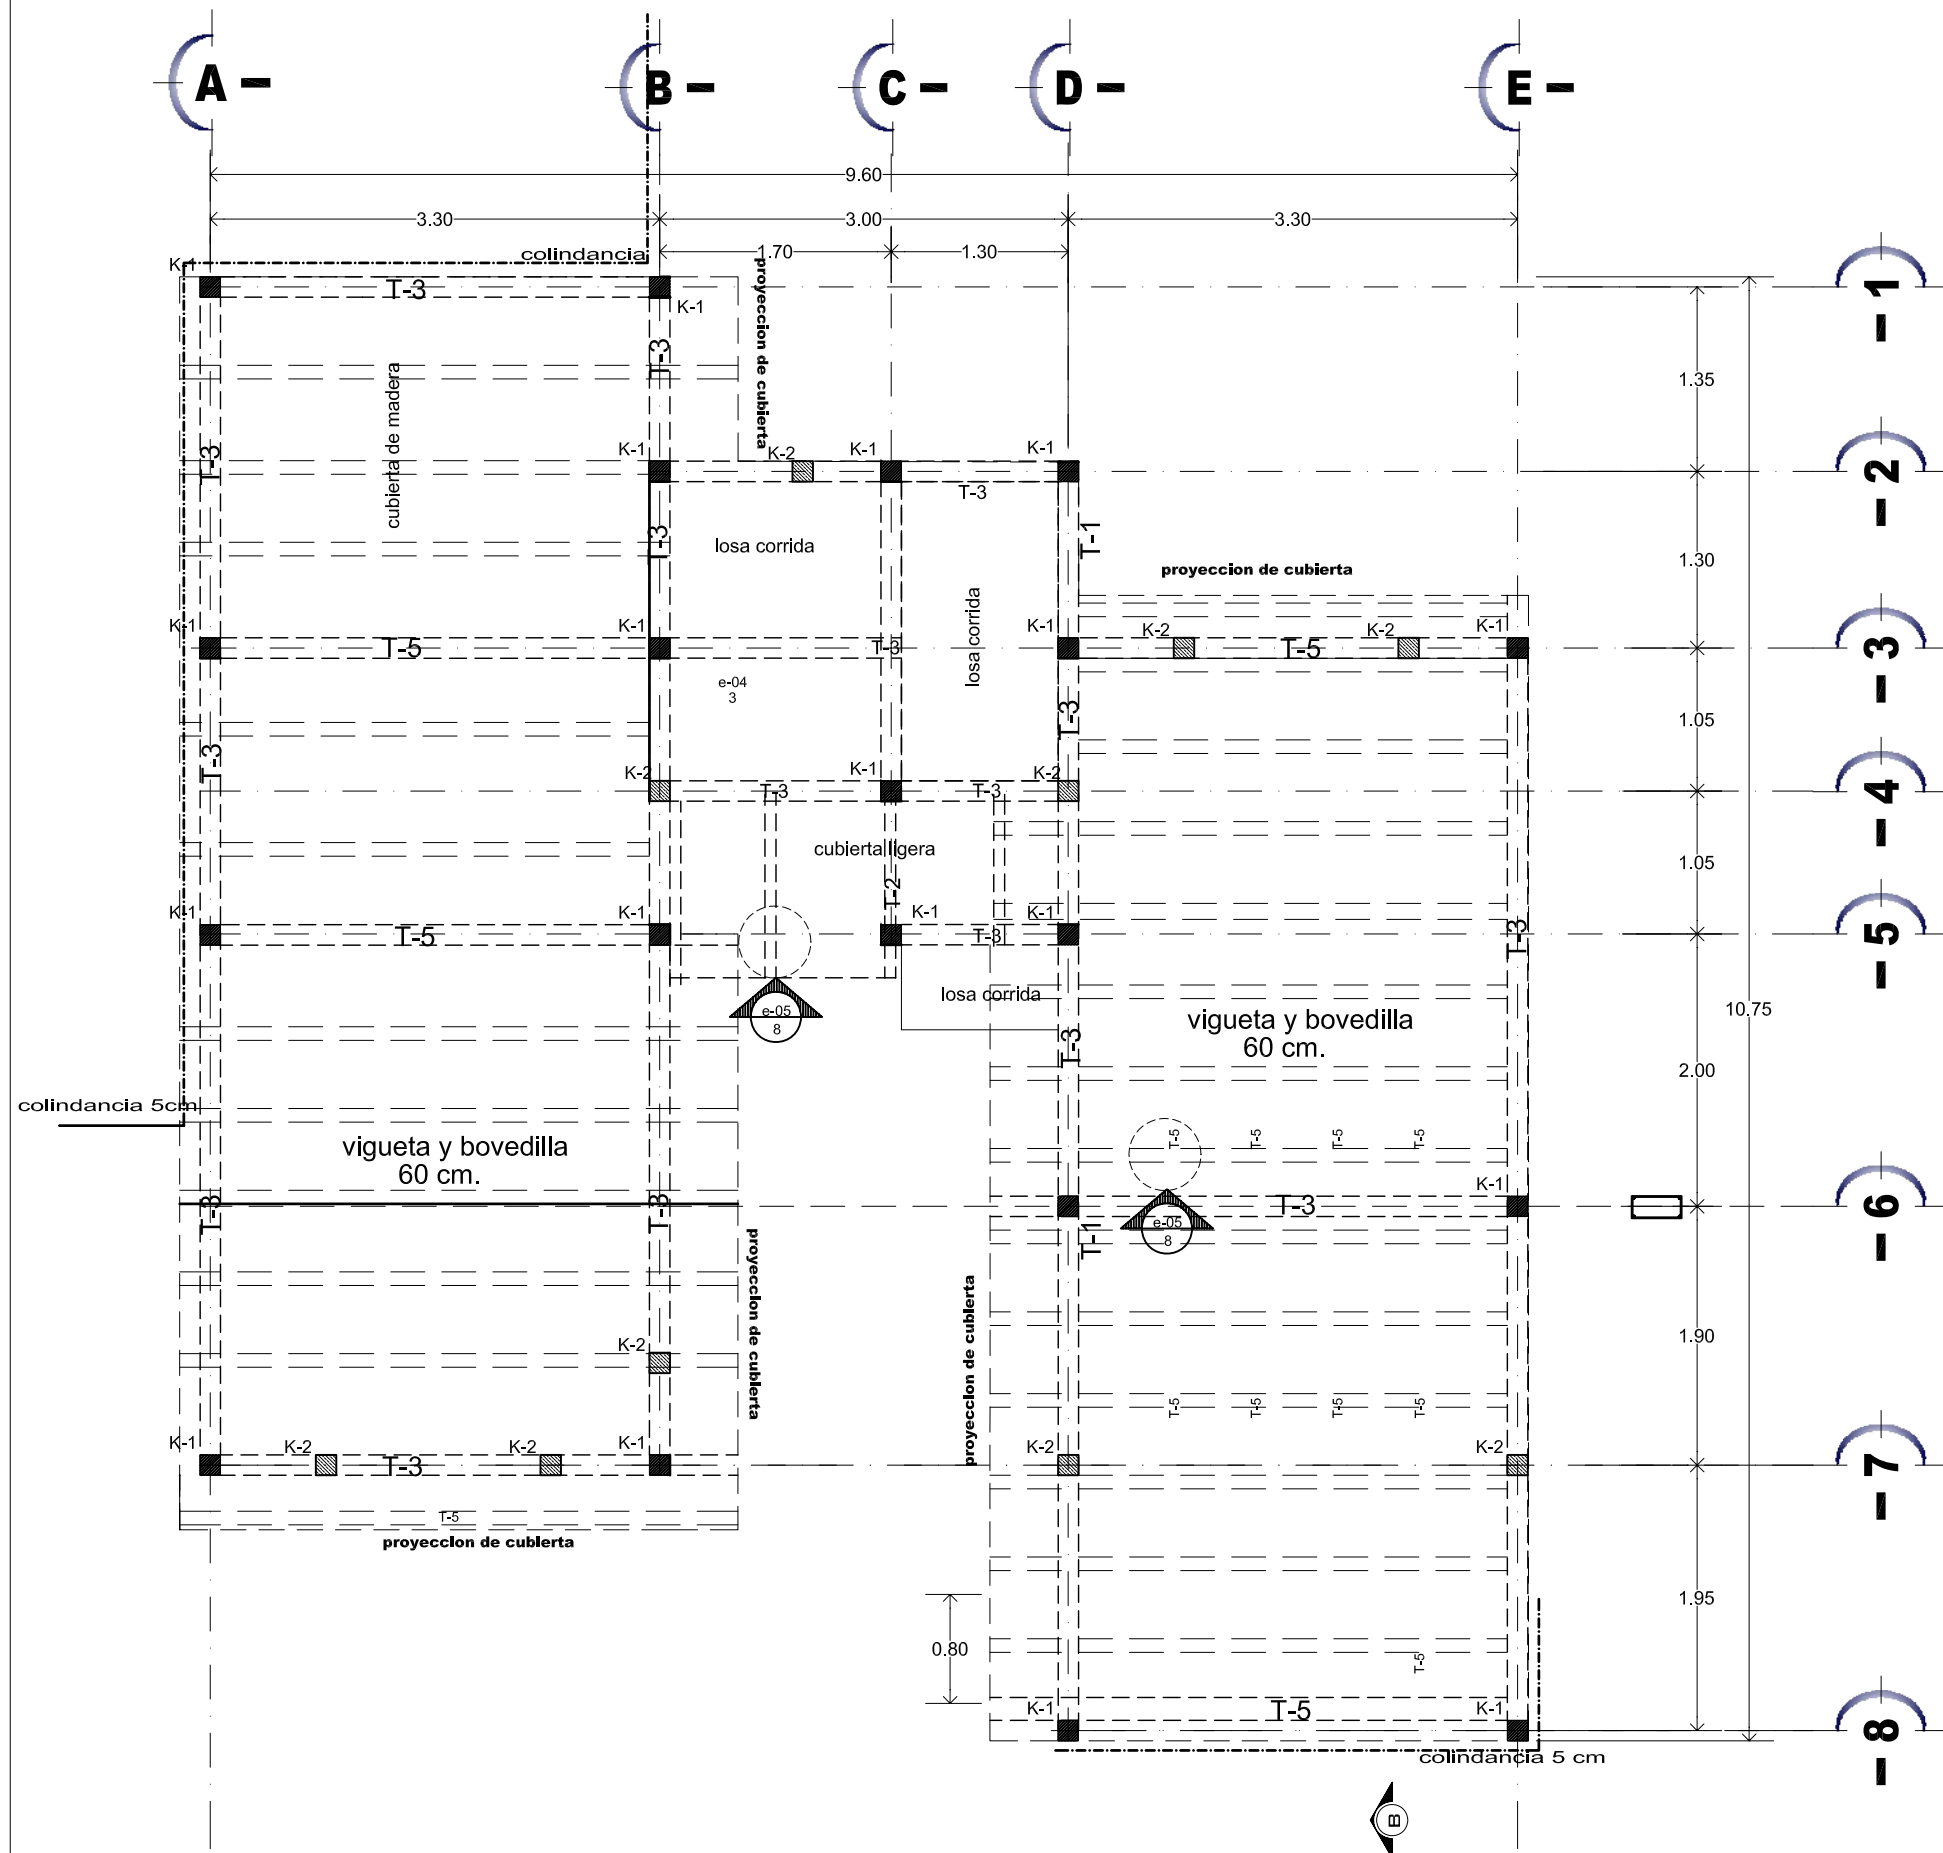 A -
B -
C -
D -
E -
9.60
3.30
3.00
3.30
1.70
1.30
colindancia
K-1
T-3
K-1
- 1
proyeccion de cubierta
T-3
cubierta de madera
1.35
T-3
K-1
K-2
K-1
K-1
T-3
- 2
T-3
losa corrida
T-1
1.30
proyeccion de cubierta
losa corrida
K-1
T-5
K-1
T-3
K-1
K-2
T-5
K-2
K-1
- 3
e-04
3
T-3
1.05
T-3
K-2
T-3
K-1
T-3
K-2
- 4
cubierta ligera
1.05
T-2
K-1
T-5
K-1
K-1
T-3
K-1
T-3
- 5
losa corrida
e-05
8
T-3
vigueta y bovedilla
60 cm.
10.75
2.00
colindancia 5cm
vigueta y bovedilla
60 cm.
T-5
T-5
T-5
T-5
K-1
T-3
T-3
T-3
T-1
e-05
8
- 6
proyeccion de cubierta
proyeccion de cubierta
1.90
K-2
T-5
T-5
T-5
T-5
K-1
K-2
T-3
K-2
K-1
K-2
K-2
- 7
T-5
proyeccion de cubierta
0.80
1.95
T-5
K-1
T-5
K-1
- 8
colindancia 5 cm
B